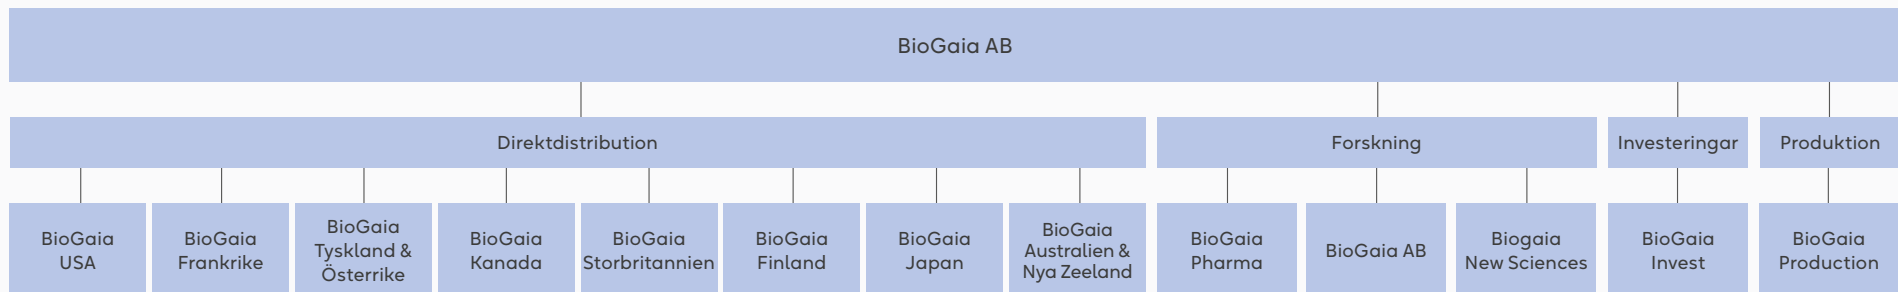 BioGaia AB
Direktdistribution
Forskning
Investeringar
Produktion
BioGaia
USA
BioGaia
Frankrike
BioGaia
Tyskland &
Österrike
BioGaia
Kanada
BioGaia
Storbritannien
BioGaia
Finland
BioGaia
Japan
BioGaia
Australien &
Nya Zeeland
BioGaia
Pharma
BioGaia AB
Biogaia
New Sciences
BioGaia
Invest
BioGaia
Production